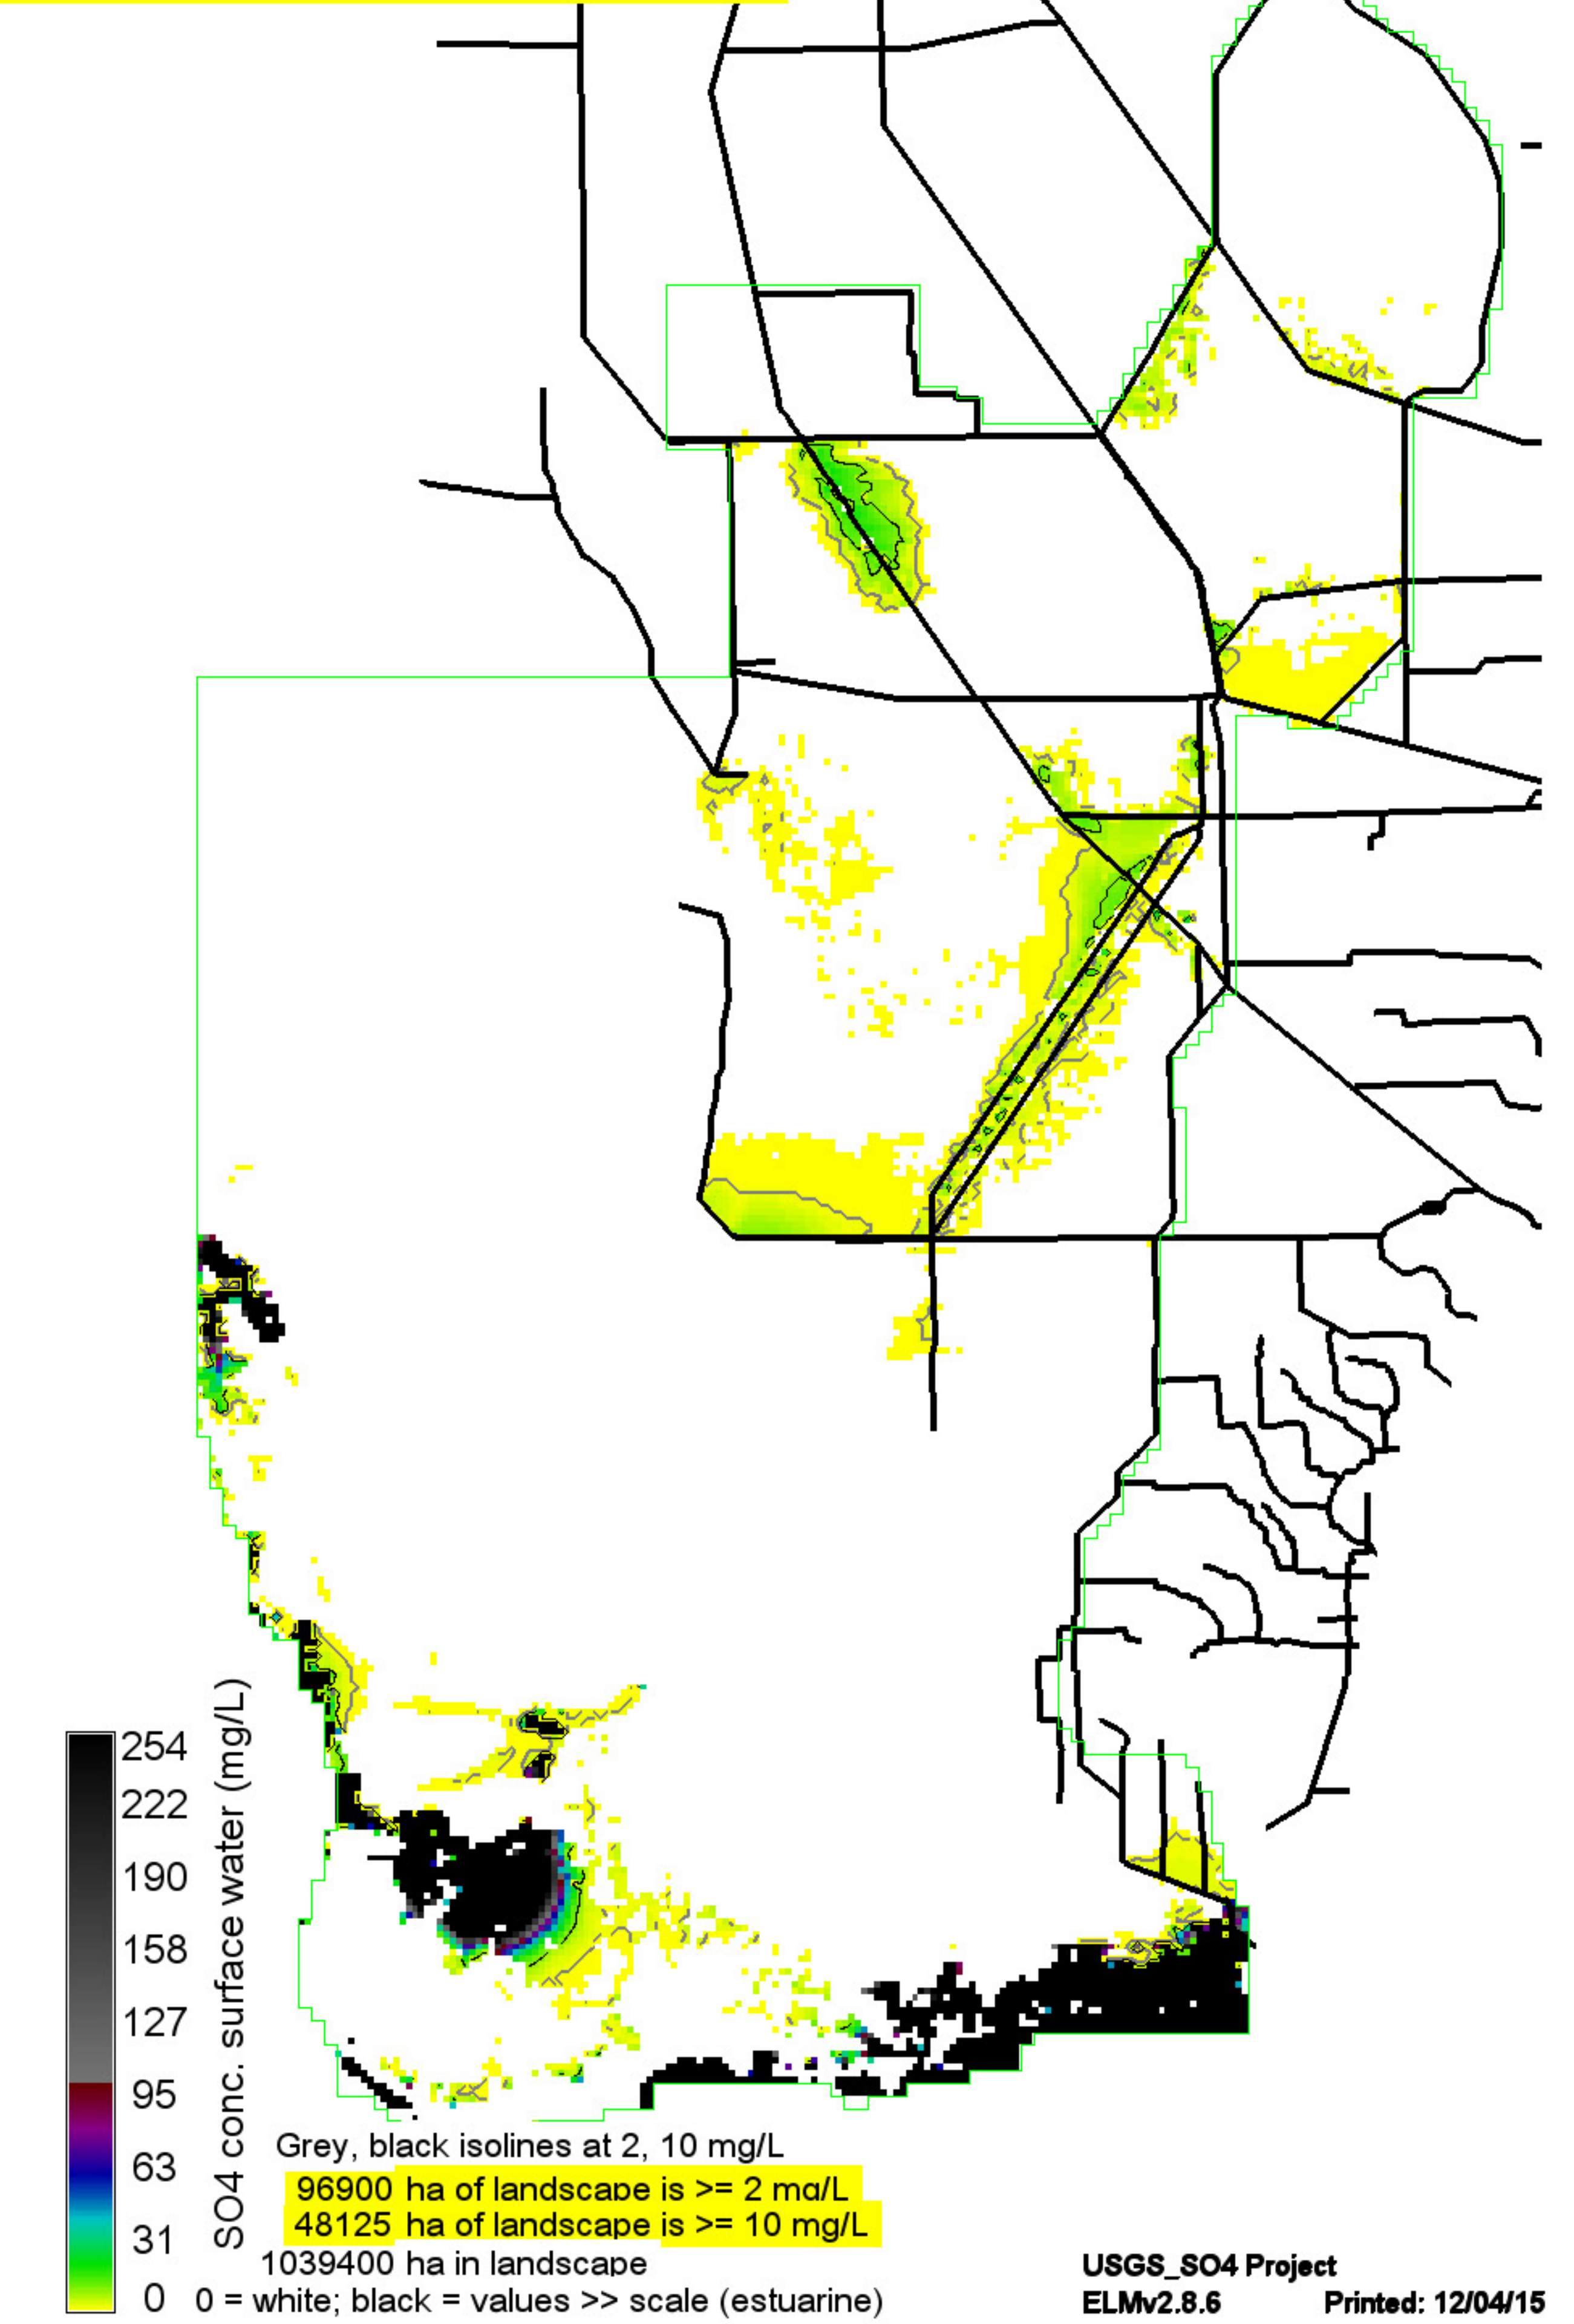 254
222
190
158
127
95
63
31
0
SO4 conc. surface water (mg/L)
Grey, black isolines at 2, 10 mg/L
96900 ha of landscape is >= 2 mg/L
48125 ha of landscape is >= 10 mg/L
1039400 ha in landscape
0 = white; black = values >> scale (estuarine)
USGS_SO4 Project
ELMv2.8.6 Printed: 12/04/15